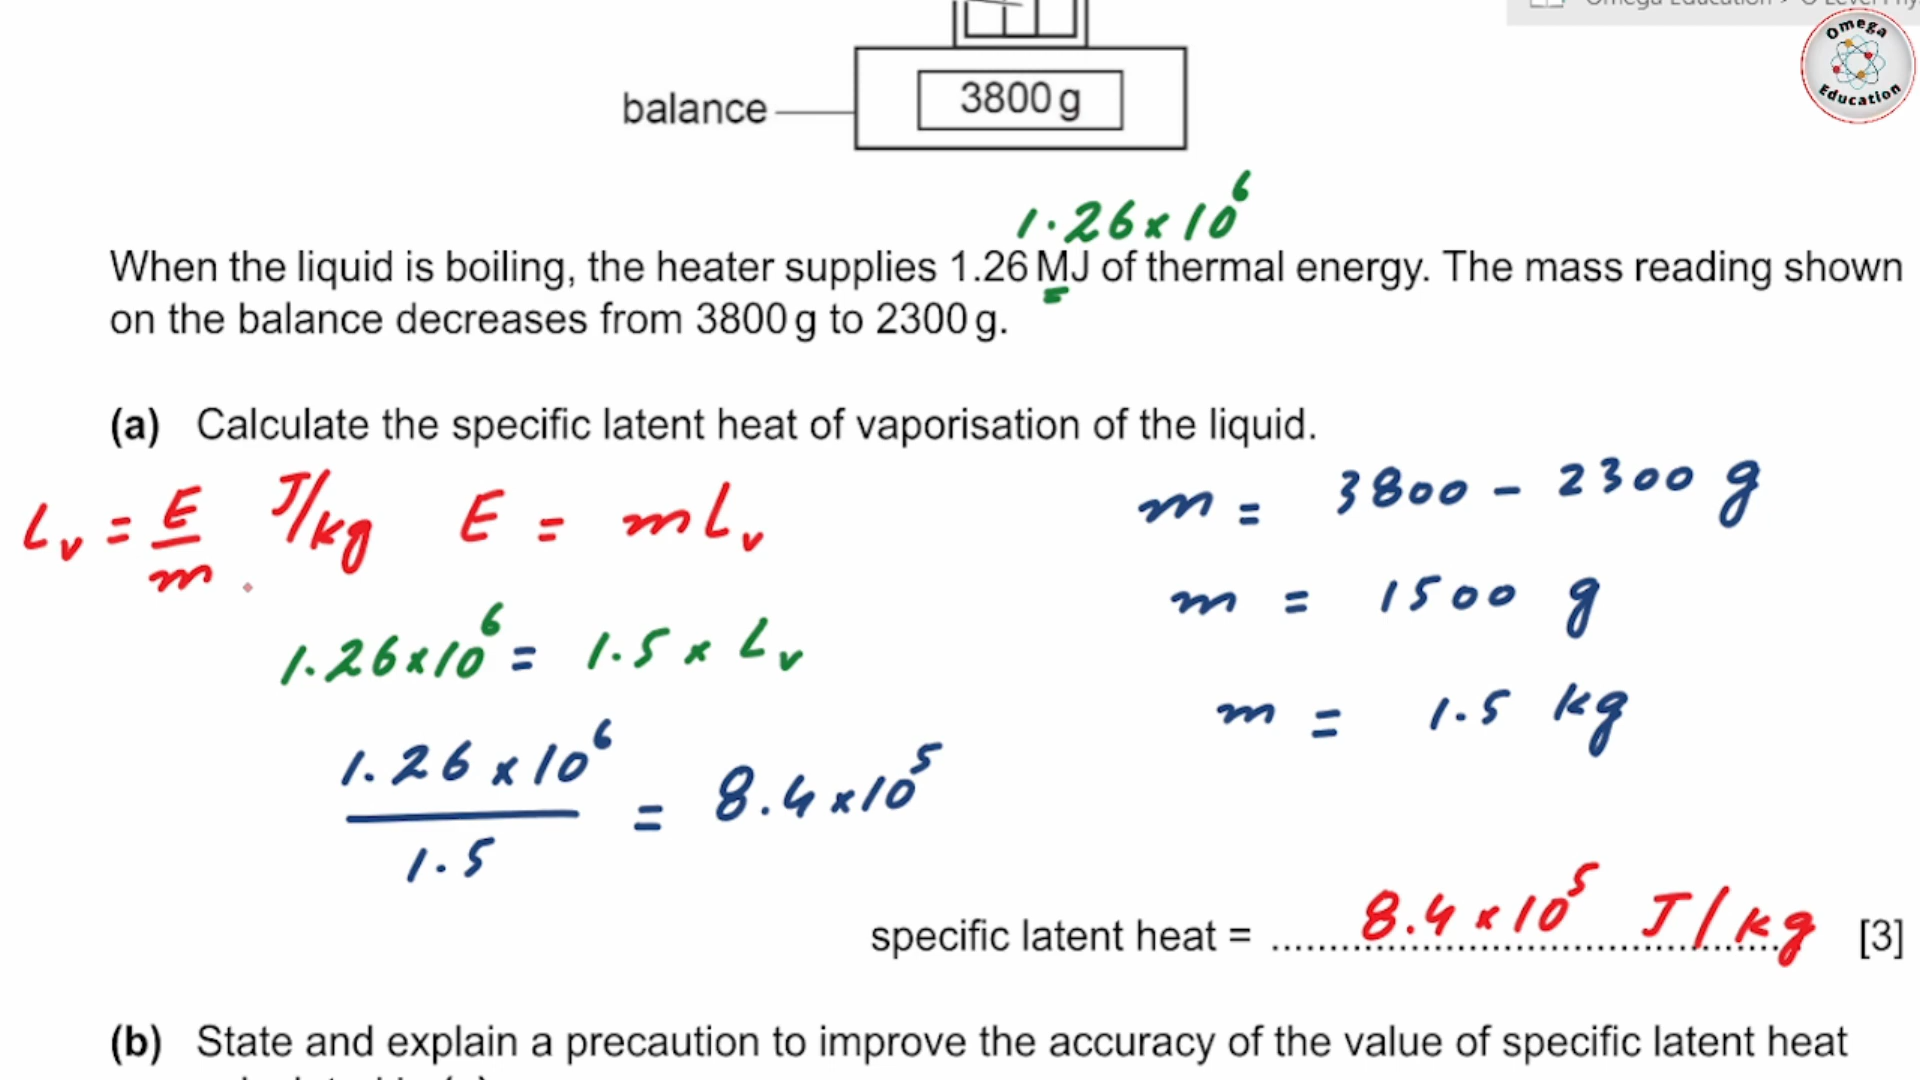 Omega Education
3800 g
balance
1.26 × 10⁶
When the liquid is boiling, the heater supplies 1.26 MJ of thermal energy. The mass reading shown
on the balance decreases from 3800 g to 2300 g.
(a) Calculate the specific latent heat of vaporisation of the liquid.
Lv = E/m J/kg E = mLv
m = 3800 - 2300 g
m = 1500 g
1.26×10⁶ = 1.5 × Lv
m = 1.5 kg
1.26 × 10⁶ / 1.5 = 8.4 × 10⁵
specific latent heat = 8.4 × 10⁵ J/kg [3]
(b) State and explain a precaution to improve the accuracy of the value of specific latent heat